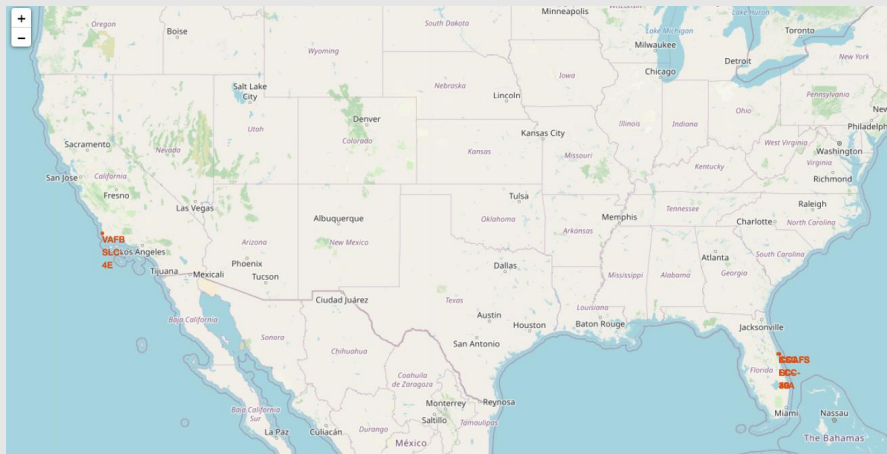 +
−
Oregon
Boise
South Dakota
Minneapolis
Wisconsin
Lake Huron
Toronto
Lake Michigan
Milwaukee
Wyoming
Detroit
New York
Chicago
Salt Lake
City
Nebraska
Iowa
Lincoln
Pennsylvania
Illinois
Indiana
Ohio
Philadelph
Utah
Denver
Colorado
Kansas City
Sacramento
Nevada
Kansas
Missouri
West Virginia
Washington
Kentucky
Virginia
Richmond
San Jose
California
Fresno
Las Vegas
Tulsa
Tennessee
Raleigh
Albuquerque
Oklahoma
Memphis
Charlotte
North Carolina
Arkansas
VAFB
SLC-
4E
Los Angeles
Arizona
New Mexico
Phoenix
Tucson
Tijuana
Mexicali
Dallas
Atlanta
South Carolina
Mississippi
Alabama
Georgia
Ciudad Juárez
Texas
Louisiana
Austin
Baton Rouge
Houston
Jacksonville
Baja California
Sonora
San Antonio
Chihuahua
Florida
Coahuila
de Zaragoza
Monterrey
Reynosa
Baja California
Sur
Saltillo
Tamaulipas
Miami
Nassau
La Paz
Culiacán
Durango
México
The Bahamas